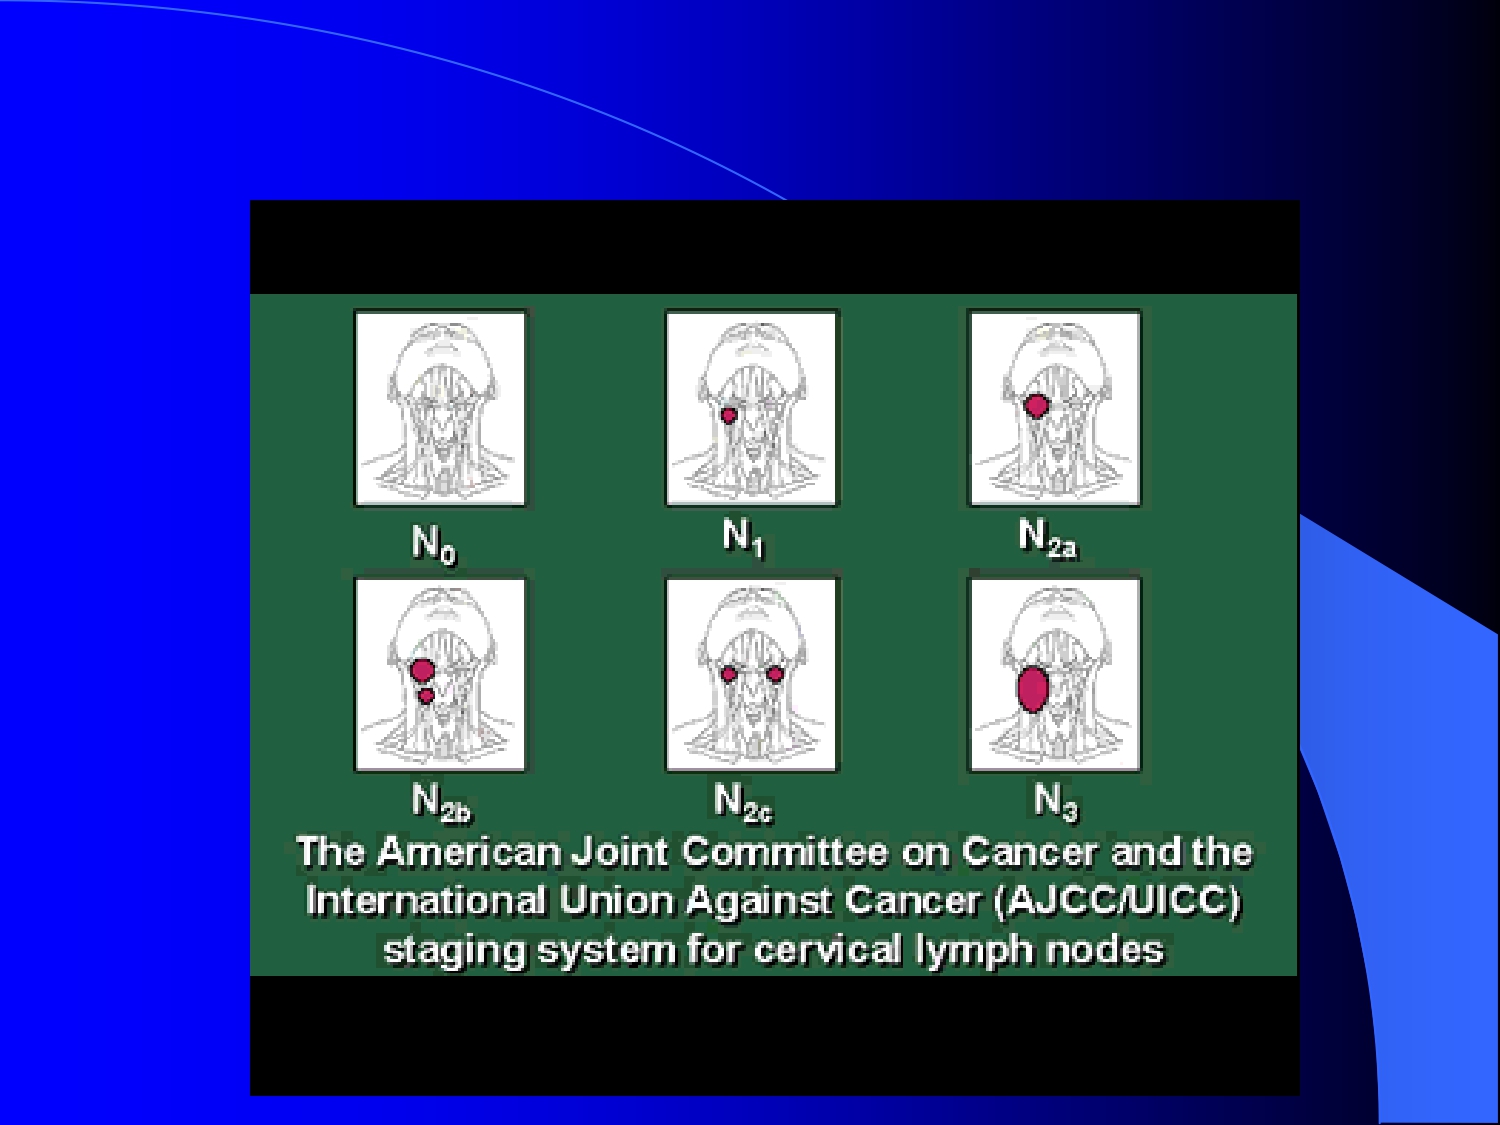 N0
N1
N2a
N2b
N2c
N3
The American Joint Committee on Cancer and the
International Union Against Cancer (AJCC/UICC)
staging system for cervical lymph nodes